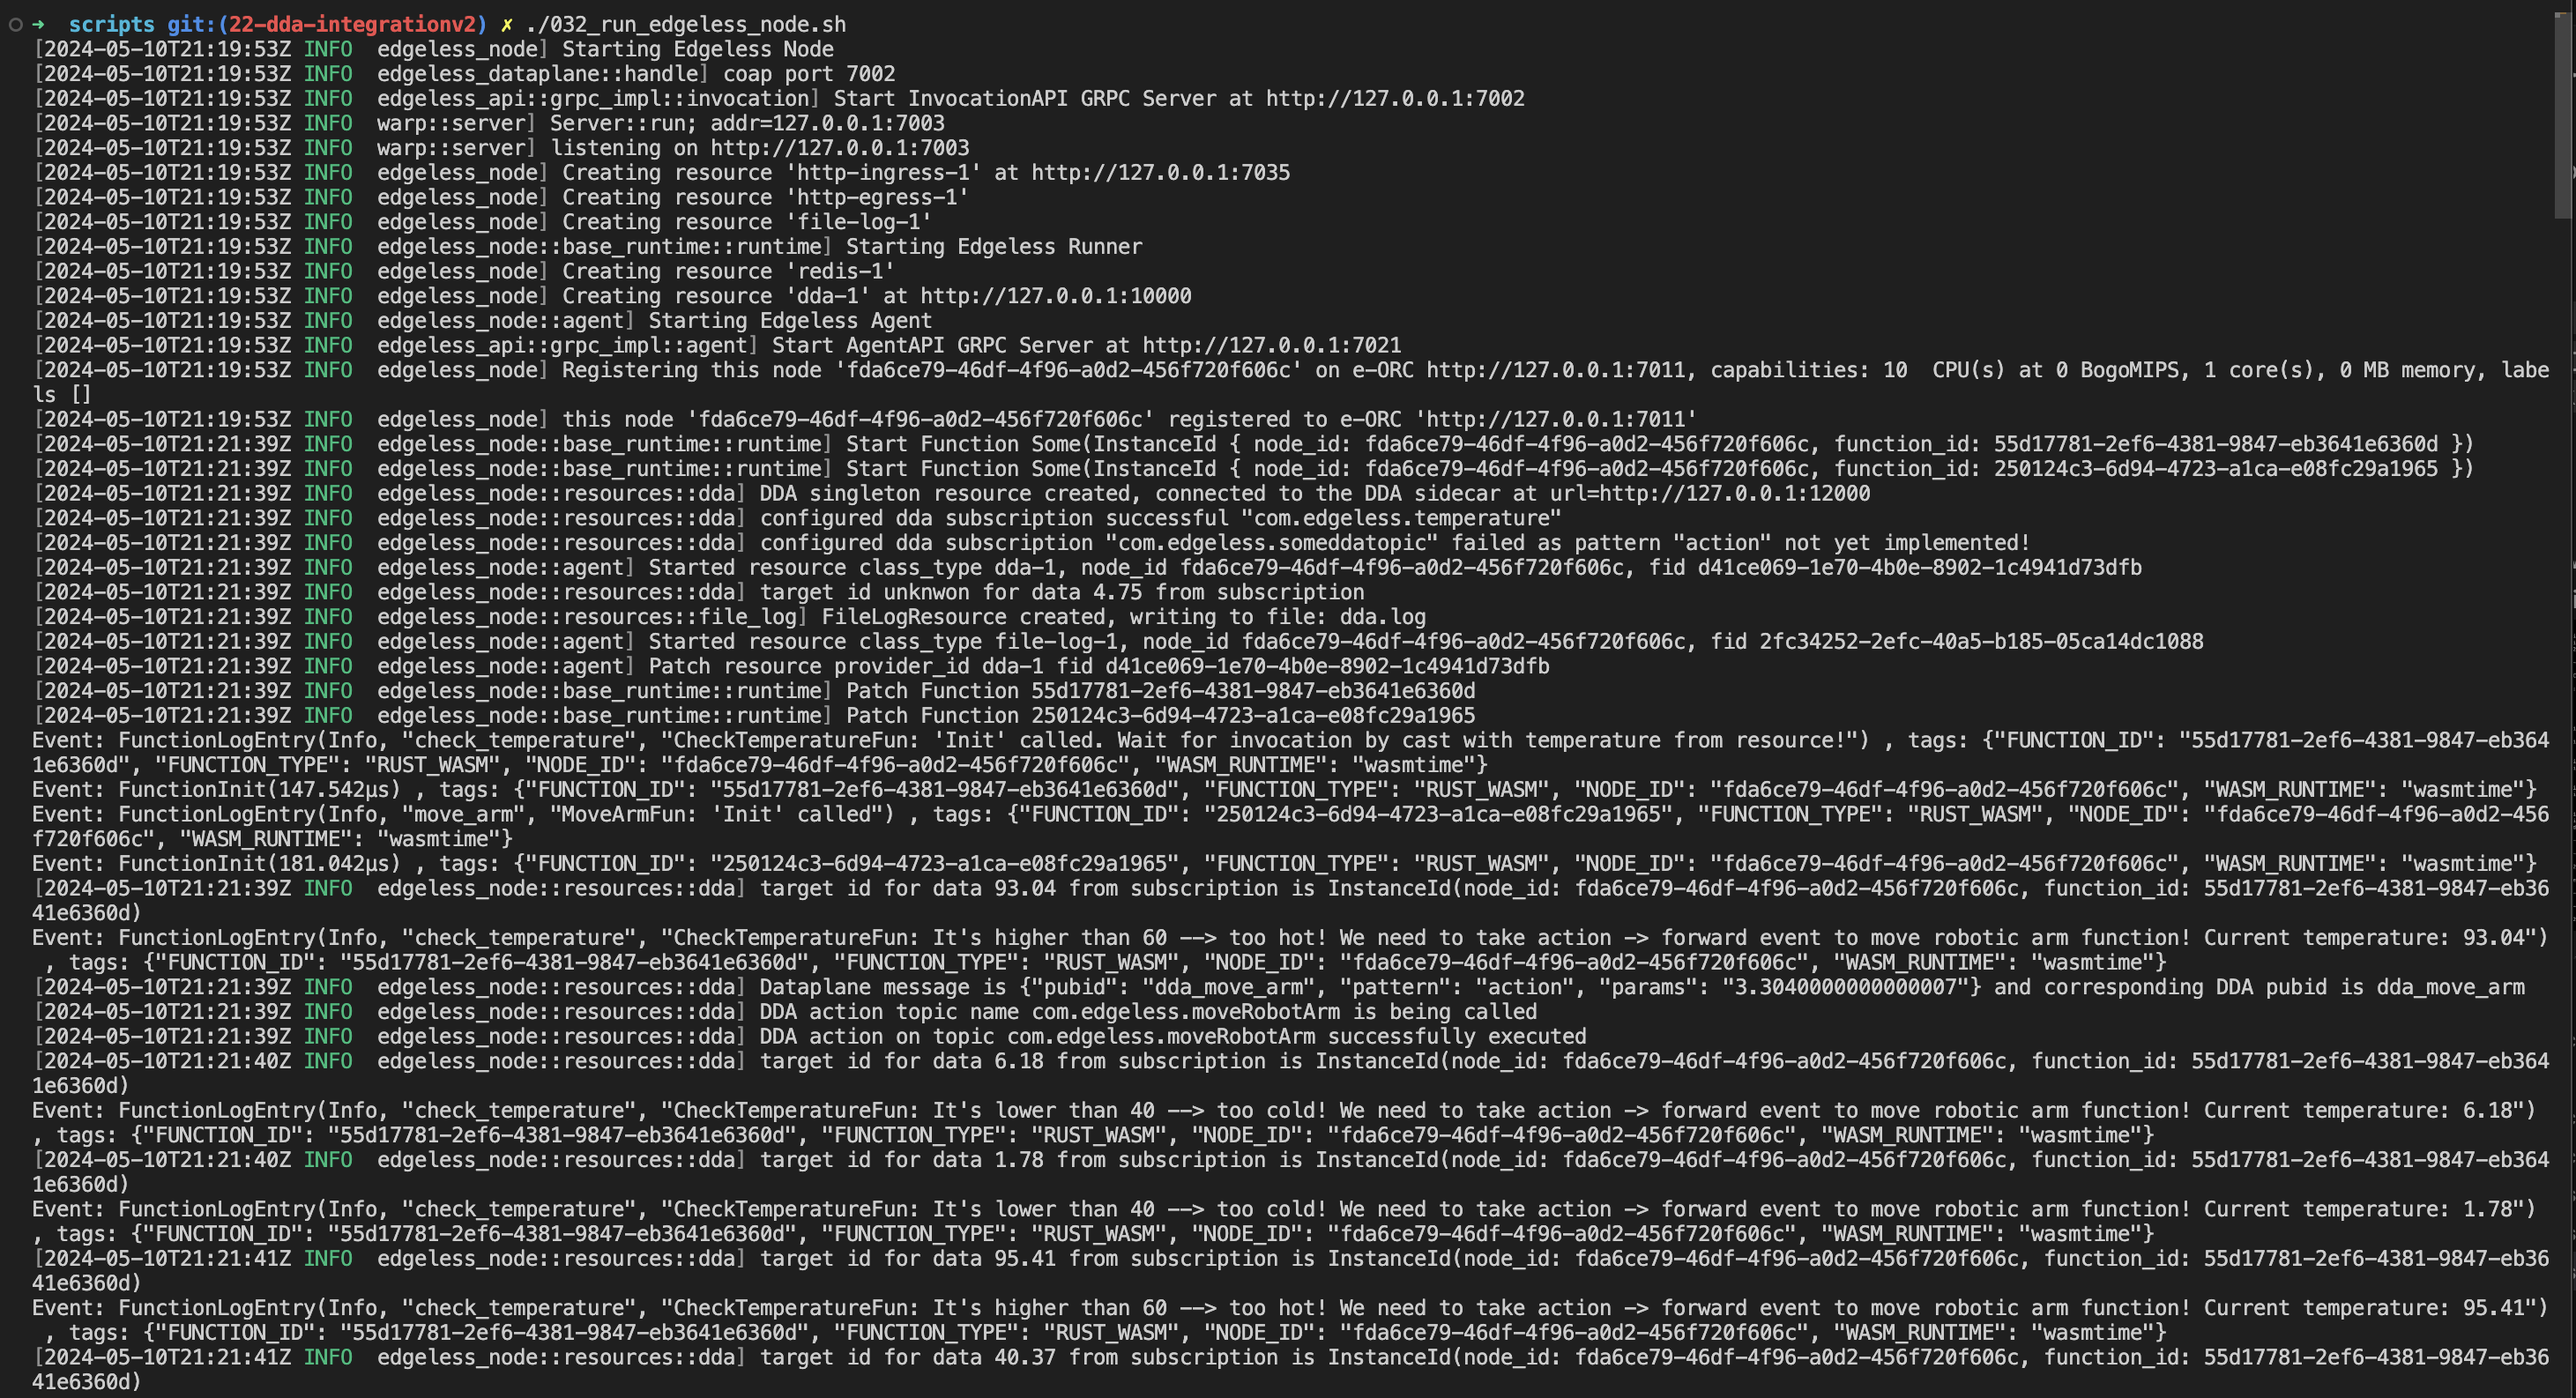 ➜  scripts git:(22-dda-integrationv2) ✗ ./032_run_edgeless_node.sh
[2024-05-10T21:19:53Z INFO  edgeless_node] Starting Edgeless Node
[2024-05-10T21:19:53Z INFO  edgeless_dataplane::handle] coap port 7002
[2024-05-10T21:19:53Z INFO  edgeless_api::grpc_impl::invocation] Start InvocationAPI GRPC Server at http://127.0.0.1:7002
[2024-05-10T21:19:53Z INFO  warp::server] Server::run; addr=127.0.0.1:7003
[2024-05-10T21:19:53Z INFO  warp::server] listening on http://127.0.0.1:7003
[2024-05-10T21:19:53Z INFO  edgeless_node] Creating resource 'http-ingress-1' at http://127.0.0.1:7035
[2024-05-10T21:19:53Z INFO  edgeless_node] Creating resource 'http-egress-1'
[2024-05-10T21:19:53Z INFO  edgeless_node] Creating resource 'file-log-1'
[2024-05-10T21:19:53Z INFO  edgeless_node::base_runtime::runtime] Starting Edgeless Runner
[2024-05-10T21:19:53Z INFO  edgeless_node] Creating resource 'redis-1'
[2024-05-10T21:19:53Z INFO  edgeless_node] Creating resource 'dda-1' at http://127.0.0.1:10000
[2024-05-10T21:19:53Z INFO  edgeless_node::agent] Starting Edgeless Agent
[2024-05-10T21:19:53Z INFO  edgeless_api::grpc_impl::agent] Start AgentAPI GRPC Server at http://127.0.0.1:7021
[2024-05-10T21:19:53Z INFO  edgeless_node] Registering this node 'fda6ce79-46df-4f96-a0d2-456f720f606c' on e-ORC http://127.0.0.1:7011, capabilities: 10  CPU(s) at 0 BogoMIPS, 1 core(s), 0 MB memory, labe
ls []
[2024-05-10T21:19:53Z INFO  edgeless_node] this node 'fda6ce79-46df-4f96-a0d2-456f720f606c' registered to e-ORC 'http://127.0.0.1:7011'
[2024-05-10T21:21:39Z INFO  edgeless_node::base_runtime::runtime] Start Function Some(InstanceId { node_id: fda6ce79-46df-4f96-a0d2-456f720f606c, function_id: 55d17781-2ef6-4381-9847-eb3641e6360d })
[2024-05-10T21:21:39Z INFO  edgeless_node::base_runtime::runtime] Start Function Some(InstanceId { node_id: fda6ce79-46df-4f96-a0d2-456f720f606c, function_id: 250124c3-6d94-4723-a1ca-e08fc29a1965 })
[2024-05-10T21:21:39Z INFO  edgeless_node::resources::dda] DDA singleton resource created, connected to the DDA sidecar at url=http://127.0.0.1:12000
[2024-05-10T21:21:39Z INFO  edgeless_node::resources::dda] configured dda subscription successful "com.edgeless.temperature"
[2024-05-10T21:21:39Z INFO  edgeless_node::resources::dda] configured dda subscription "com.edgeless.someddatopic" failed as pattern "action" not yet implemented!
[2024-05-10T21:21:39Z INFO  edgeless_node::agent] Started resource class_type dda-1, node_id fda6ce79-46df-4f96-a0d2-456f720f606c, fid d41ce069-1e70-4b0e-8902-1c4941d73dfb
[2024-05-10T21:21:39Z INFO  edgeless_node::resources::dda] target id unknwon for data 4.75 from subscription
[2024-05-10T21:21:39Z INFO  edgeless_node::resources::file_log] FileLogResource created, writing to file: dda.log
[2024-05-10T21:21:39Z INFO  edgeless_node::agent] Started resource class_type file-log-1, node_id fda6ce79-46df-4f96-a0d2-456f720f606c, fid 2fc34252-2efc-40a5-b185-05ca14dc1088
[2024-05-10T21:21:39Z INFO  edgeless_node::agent] Patch resource provider_id dda-1 fid d41ce069-1e70-4b0e-8902-1c4941d73dfb
[2024-05-10T21:21:39Z INFO  edgeless_node::base_runtime::runtime] Patch Function 55d17781-2ef6-4381-9847-eb3641e6360d
[2024-05-10T21:21:39Z INFO  edgeless_node::base_runtime::runtime] Patch Function 250124c3-6d94-4723-a1ca-e08fc29a1965
Event: FunctionLogEntry(Info, "check_temperature", "CheckTemperatureFun: 'Init' called. Wait for invocation by cast with temperature from resource!") , tags: {"FUNCTION_ID": "55d17781-2ef6-4381-9847-eb364
1e6360d", "FUNCTION_TYPE": "RUST_WASM", "NODE_ID": "fda6ce79-46df-4f96-a0d2-456f720f606c", "WASM_RUNTIME": "wasmtime"}
Event: FunctionInit(147.542µs) , tags: {"FUNCTION_ID": "55d17781-2ef6-4381-9847-eb3641e6360d", "FUNCTION_TYPE": "RUST_WASM", "NODE_ID": "fda6ce79-46df-4f96-a0d2-456f720f606c", "WASM_RUNTIME": "wasmtime"}
Event: FunctionLogEntry(Info, "move_arm", "MoveArmFun: 'Init' called") , tags: {"FUNCTION_ID": "250124c3-6d94-4723-a1ca-e08fc29a1965", "FUNCTION_TYPE": "RUST_WASM", "NODE_ID": "fda6ce79-46df-4f96-a0d2-456
f720f606c", "WASM_RUNTIME": "wasmtime"}
Event: FunctionInit(181.042µs) , tags: {"FUNCTION_ID": "250124c3-6d94-4723-a1ca-e08fc29a1965", "FUNCTION_TYPE": "RUST_WASM", "NODE_ID": "fda6ce79-46df-4f96-a0d2-456f720f606c", "WASM_RUNTIME": "wasmtime"}
[2024-05-10T21:21:39Z INFO  edgeless_node::resources::dda] target id for data 93.04 from subscription is InstanceId(node_id: fda6ce79-46df-4f96-a0d2-456f720f606c, function_id: 55d17781-2ef6-4381-9847-eb36
41e6360d)
Event: FunctionLogEntry(Info, "check_temperature", "CheckTemperatureFun: It's higher than 60 --> too hot! We need to take action -> forward event to move robotic arm function! Current temperature: 93.04")
 , tags: {"FUNCTION_ID": "55d17781-2ef6-4381-9847-eb3641e6360d", "FUNCTION_TYPE": "RUST_WASM", "NODE_ID": "fda6ce79-46df-4f96-a0d2-456f720f606c", "WASM_RUNTIME": "wasmtime"}
[2024-05-10T21:21:39Z INFO  edgeless_node::resources::dda] Dataplane message is {"pubid": "dda_move_arm", "pattern": "action", "params": "3.3040000000000007"} and corresponding DDA pubid is dda_move_arm
[2024-05-10T21:21:39Z INFO  edgeless_node::resources::dda] DDA action topic name com.edgeless.moveRobotArm is being called
[2024-05-10T21:21:39Z INFO  edgeless_node::resources::dda] DDA action on topic com.edgeless.moveRobotArm successfully executed
[2024-05-10T21:21:40Z INFO  edgeless_node::resources::dda] target id for data 6.18 from subscription is InstanceId(node_id: fda6ce79-46df-4f96-a0d2-456f720f606c, function_id: 55d17781-2ef6-4381-9847-eb364
1e6360d)
Event: FunctionLogEntry(Info, "check_temperature", "CheckTemperatureFun: It's lower than 40 --> too cold! We need to take action -> forward event to move robotic arm function! Current temperature: 6.18")
, tags: {"FUNCTION_ID": "55d17781-2ef6-4381-9847-eb3641e6360d", "FUNCTION_TYPE": "RUST_WASM", "NODE_ID": "fda6ce79-46df-4f96-a0d2-456f720f606c", "WASM_RUNTIME": "wasmtime"}
[2024-05-10T21:21:40Z INFO  edgeless_node::resources::dda] target id for data 1.78 from subscription is InstanceId(node_id: fda6ce79-46df-4f96-a0d2-456f720f606c, function_id: 55d17781-2ef6-4381-9847-eb364
1e6360d)
Event: FunctionLogEntry(Info, "check_temperature", "CheckTemperatureFun: It's lower than 40 --> too cold! We need to take action -> forward event to move robotic arm function! Current temperature: 1.78")
, tags: {"FUNCTION_ID": "55d17781-2ef6-4381-9847-eb3641e6360d", "FUNCTION_TYPE": "RUST_WASM", "NODE_ID": "fda6ce79-46df-4f96-a0d2-456f720f606c", "WASM_RUNTIME": "wasmtime"}
[2024-05-10T21:21:41Z INFO  edgeless_node::resources::dda] target id for data 95.41 from subscription is InstanceId(node_id: fda6ce79-46df-4f96-a0d2-456f720f606c, function_id: 55d17781-2ef6-4381-9847-eb36
41e6360d)
Event: FunctionLogEntry(Info, "check_temperature", "CheckTemperatureFun: It's higher than 60 --> too hot! We need to take action -> forward event to move robotic arm function! Current temperature: 95.41")
 , tags: {"FUNCTION_ID": "55d17781-2ef6-4381-9847-eb3641e6360d", "FUNCTION_TYPE": "RUST_WASM", "NODE_ID": "fda6ce79-46df-4f96-a0d2-456f720f606c", "WASM_RUNTIME": "wasmtime"}
[2024-05-10T21:21:41Z INFO  edgeless_node::resources::dda] target id for data 40.37 from subscription is InstanceId(node_id: fda6ce79-46df-4f96-a0d2-456f720f606c, function_id: 55d17781-2ef6-4381-9847-eb36
41e6360d)